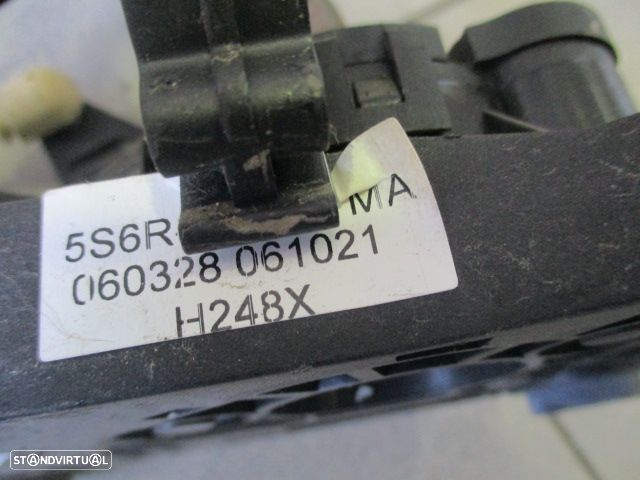 5S6R MA
060328 061021
H248X
STANDVIRTUAL